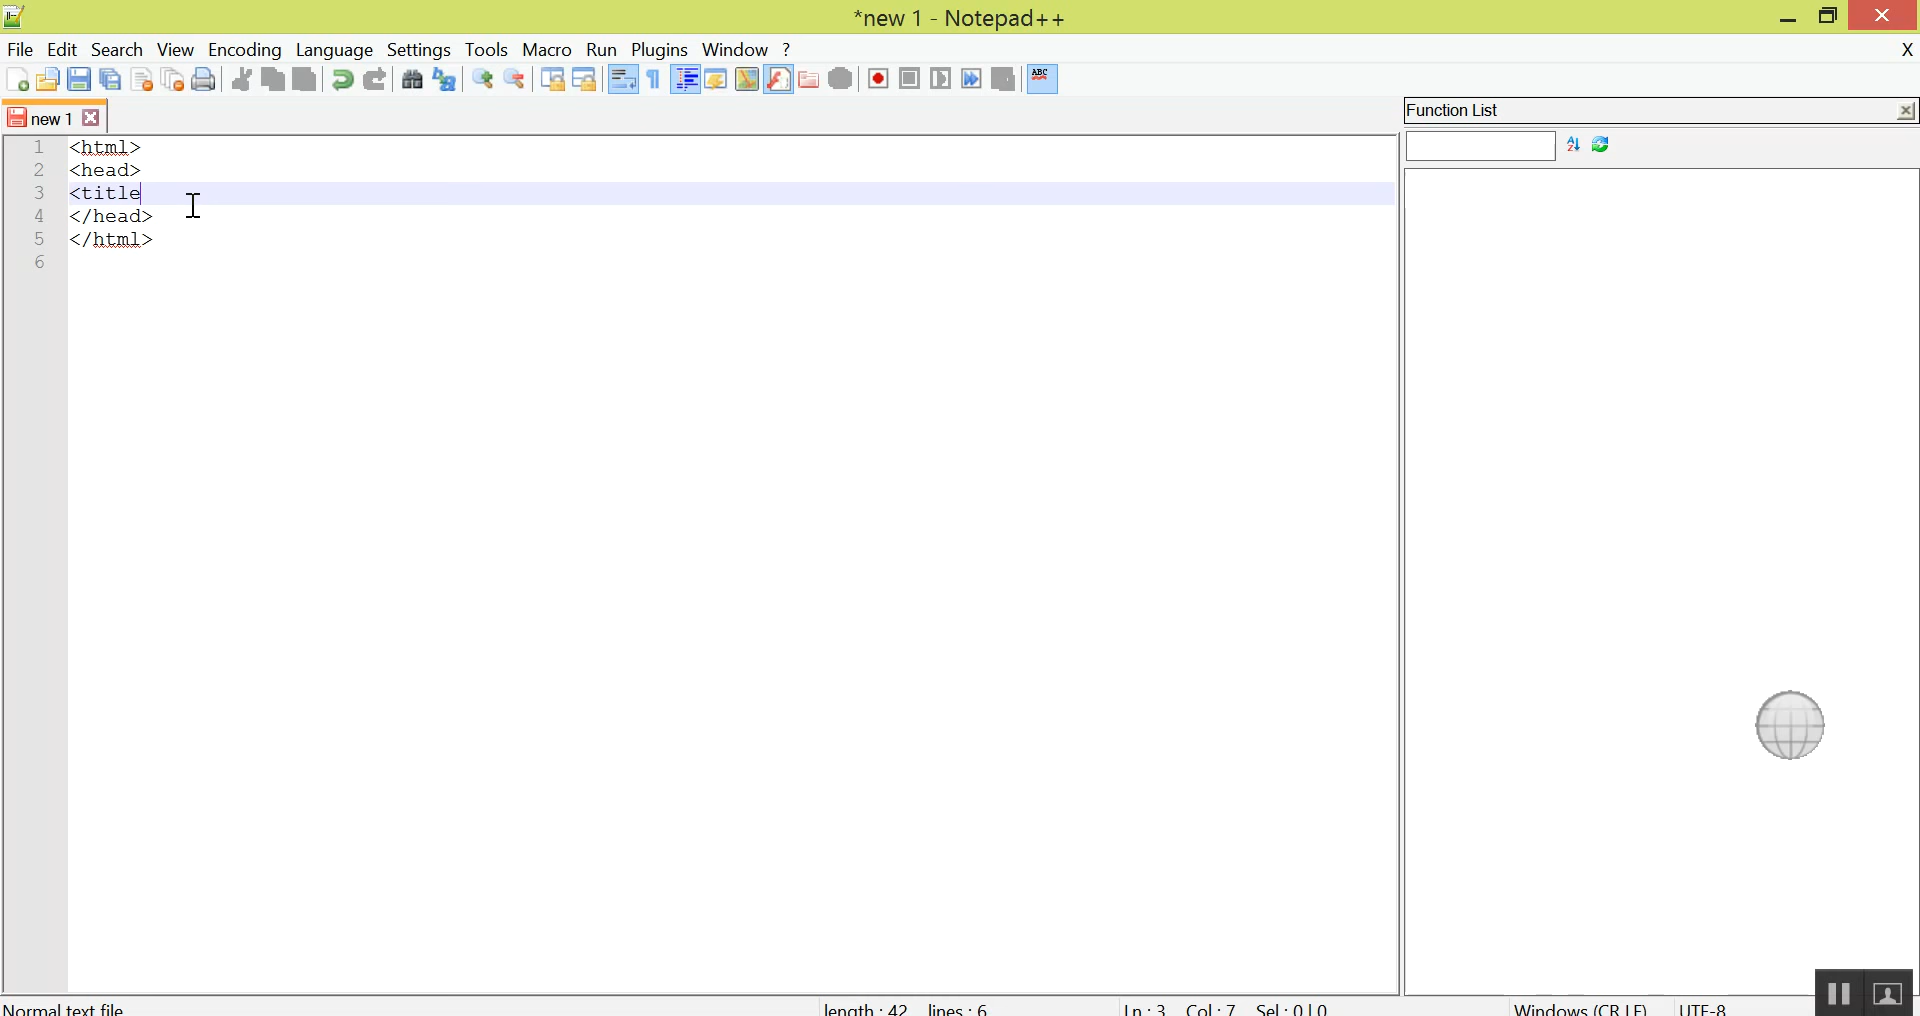 *new 1 - Notepad++
File Edit Search View Encoding Language Settings Tools Macro Run Plugins Window ? X
ABC
new 1
Function List
1 <html>
2 <head>
3 <title
4 </head>
5 </html>
6
Normal text file length : 42 lines : 6 Ln : 3 Col : 7 Sel : 0 | 0 Windows (CR LF) UTF-8